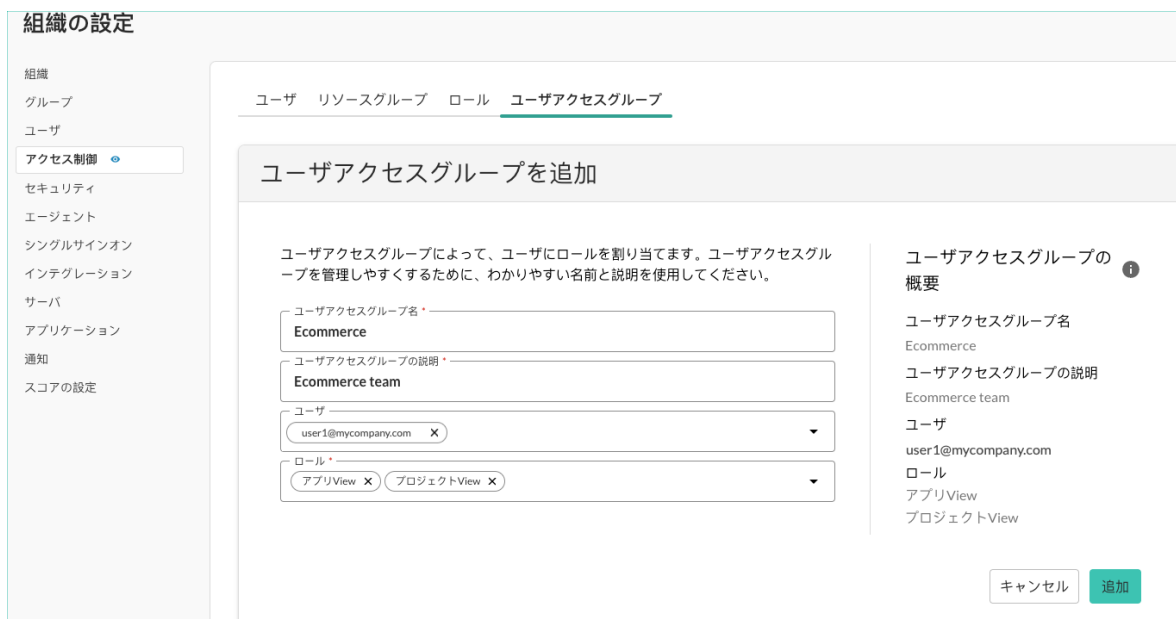 組織の設定
組織
グループ
ユーザ
アクセス制御
セキュリティ
エージェント
シングルサインオン
インテグレーション
サーバ
アプリケーション
通知
スコアの設定
ユーザ リソースグループ ロール ユーザアクセスグループ
ユーザアクセスグループを追加
ユーザアクセスグループによって、ユーザにロールを割り当てます。ユーザアクセスグル
ープを管理しやすくするために、わかりやすい名前と説明を使用してください。
ユーザアクセスグループ名 *
Ecommerce
ユーザアクセスグループの説明 *
Ecommerce team
ユーザ
user1@mycompany.com
ロール *
アプリView プロジェクトView
ユーザアクセスグループの
概要
ユーザアクセスグループ名
Ecommerce
ユーザアクセスグループの説明
Ecommerce team
ユーザ
user1@mycompany.com
ロール
アプリView
プロジェクトView
キャンセル 追加